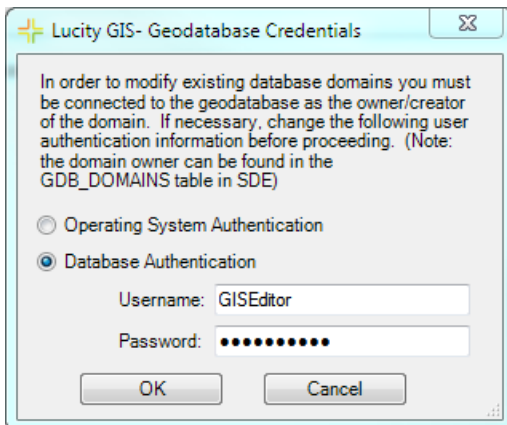 Lucity GIS- Geodatabase Credentials
In order to modify existing database domains you must
be connected to the geodatabase as the owner/creator
of the domain.  If necessary, change the following user
authentication information before proceeding.  (Note:
the domain owner can be found in the
GDB_DOMAINS table in SDE)
Operating System Authentication
Database Authentication
Username: GISEditor
Password: ●●●●●●●●●●
OK Cancel